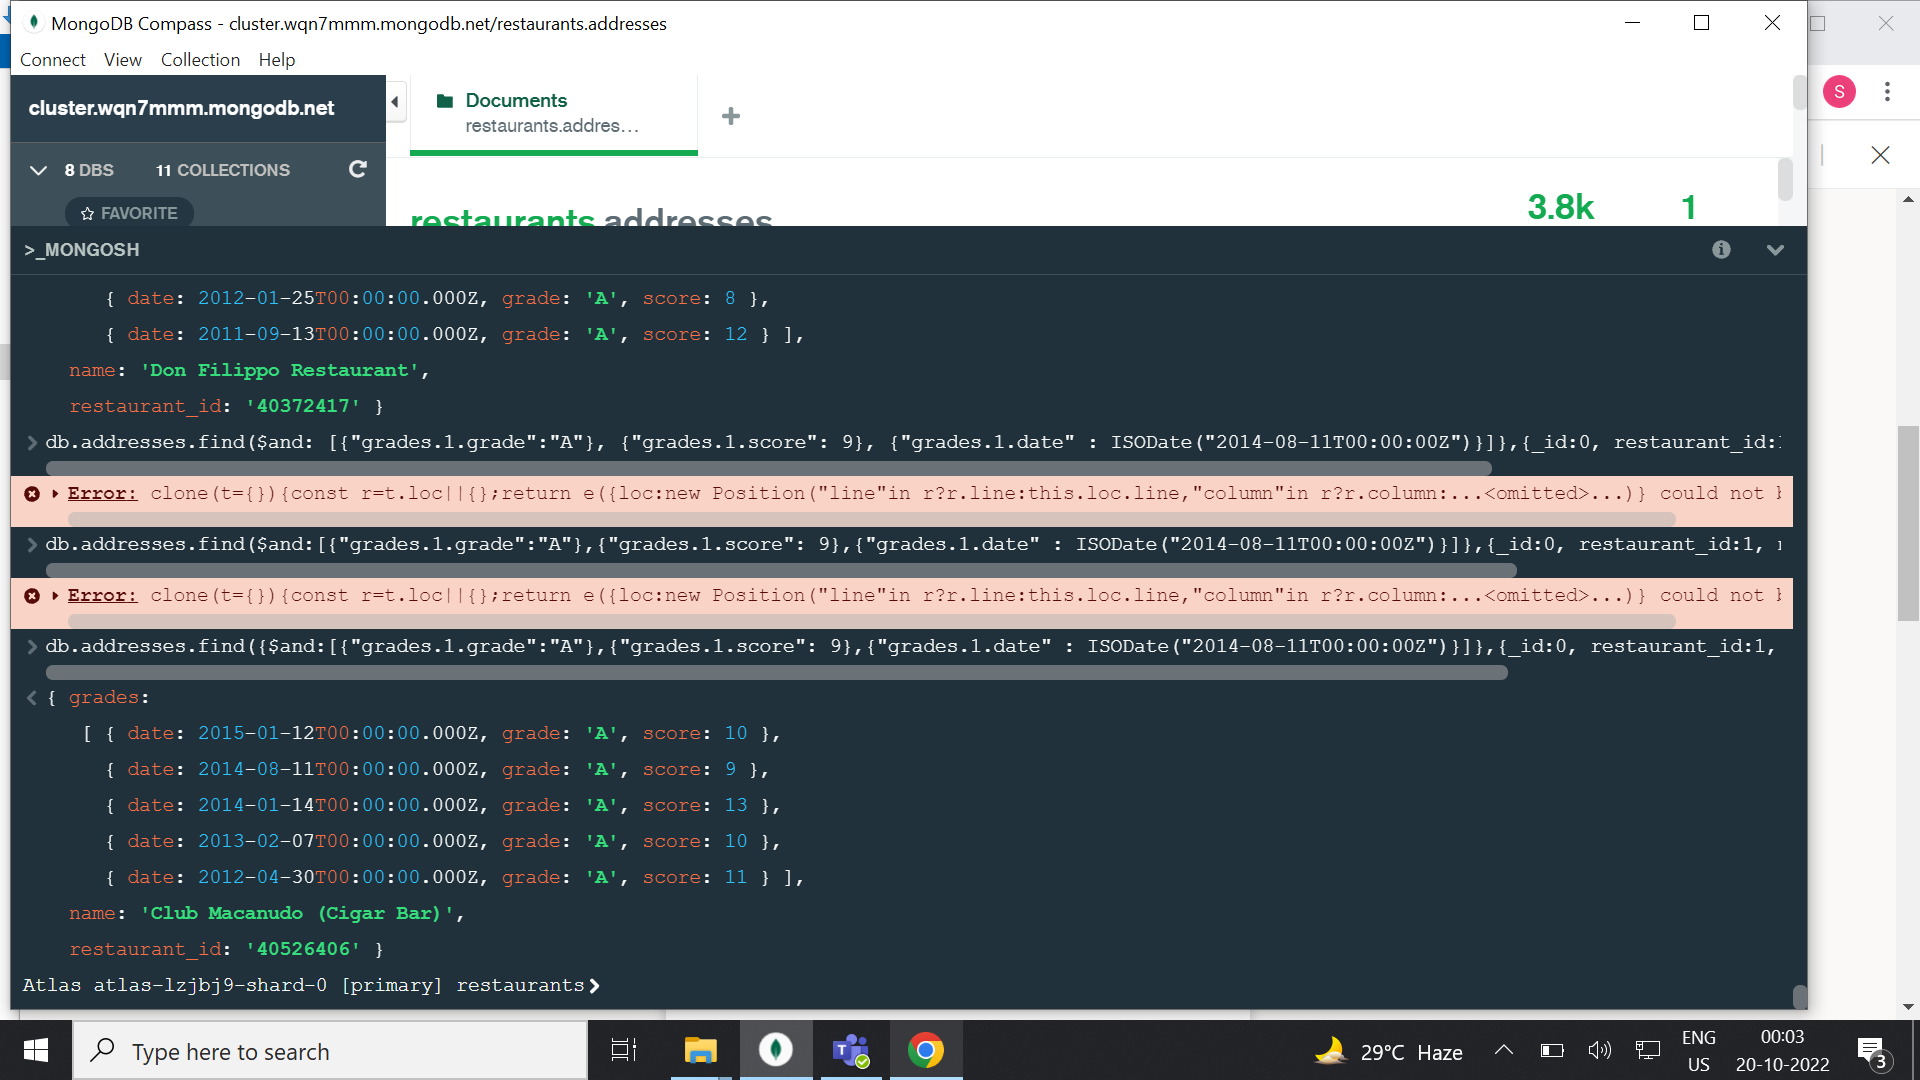 MongoDB Compass - cluster.wqn7mmm.mongodb.net/restaurants.addresses
Connect View Collection Help
cluster.wqn7mmm.mongodb.net
Documents
restaurants.addres...
8 DBS 11 COLLECTIONS
FAVORITE
restaurants.addresses
3.8k 1
S
>_MONGOSH
{ date: 2012-01-25T00:00:00.000Z, grade: 'A', score: 8 },
{ date: 2011-09-13T00:00:00.000Z, grade: 'A', score: 12 } ],
name: 'Don Filippo Restaurant',
restaurant_id: '40372417' }
db.addresses.find($and: [{"grades.1.grade":"A"}, {"grades.1.score": 9}, {"grades.1.date" : ISODate("2014-08-11T00:00:00Z")}]},{_id:0, restaurant_id:
Error: clone(t={}){const r=t.loc||{};return e({loc:new Position("line"in r?r.line:this.loc.line,"column"in r?r.column:...<omitted>...)} could not
db.addresses.find($and:[{"grades.1.grade":"A"},{"grades.1.score": 9},{"grades.1.date" : ISODate("2014-08-11T00:00:00Z")}]},{_id:0, restaurant_id:1,
Error: clone(t={}){const r=t.loc||{};return e({loc:new Position("line"in r?r.line:this.loc.line,"column"in r?r.column:...<omitted>...)} could not
db.addresses.find({$and:[{"grades.1.grade":"A"},{"grades.1.score": 9},{"grades.1.date" : ISODate("2014-08-11T00:00:00Z")}]},{_id:0, restaurant_id:1,
{ grades:
[ { date: 2015-01-12T00:00:00.000Z, grade: 'A', score: 10 },
{ date: 2014-08-11T00:00:00.000Z, grade: 'A', score: 9 },
{ date: 2014-01-14T00:00:00.000Z, grade: 'A', score: 13 },
{ date: 2013-02-07T00:00:00.000Z, grade: 'A', score: 10 },
{ date: 2012-04-30T00:00:00.000Z, grade: 'A', score: 11 } ],
name: 'Club Macanudo (Cigar Bar)',
restaurant_id: '40526406' }
Atlas atlas-lzjbj9-shard-0 [primary] restaurants>
Type here to search
29°C Haze
ENG
US
00:03
20-10-2022
3